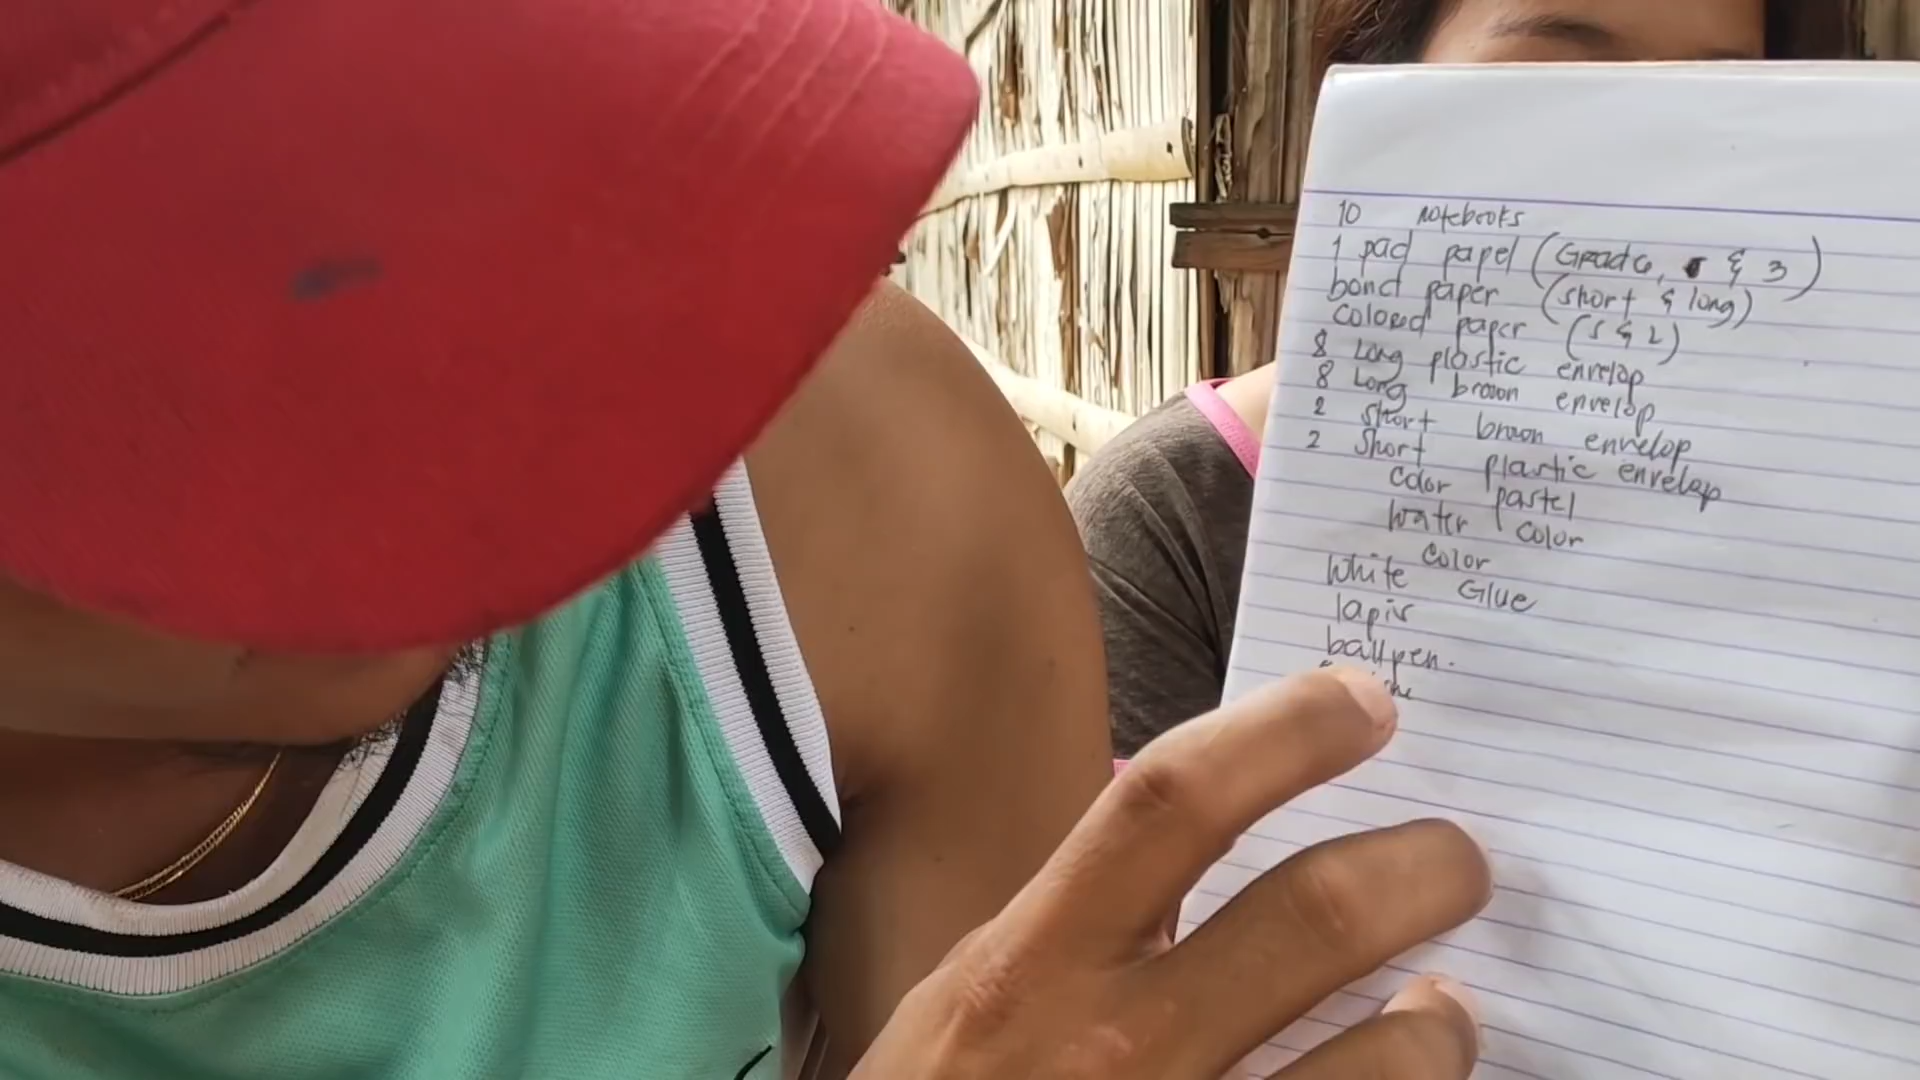 10 notebooks
1 pad papel (Grade 6, & 3)
bond paper (short & long)
Colored paper (S & L)
8 Long plastic envelop
8 Long brown envelop
2 Short brown envelop
2 Short plastic envelop
Color pastel
Water color
Color
White Glue
lapis
ballpen.